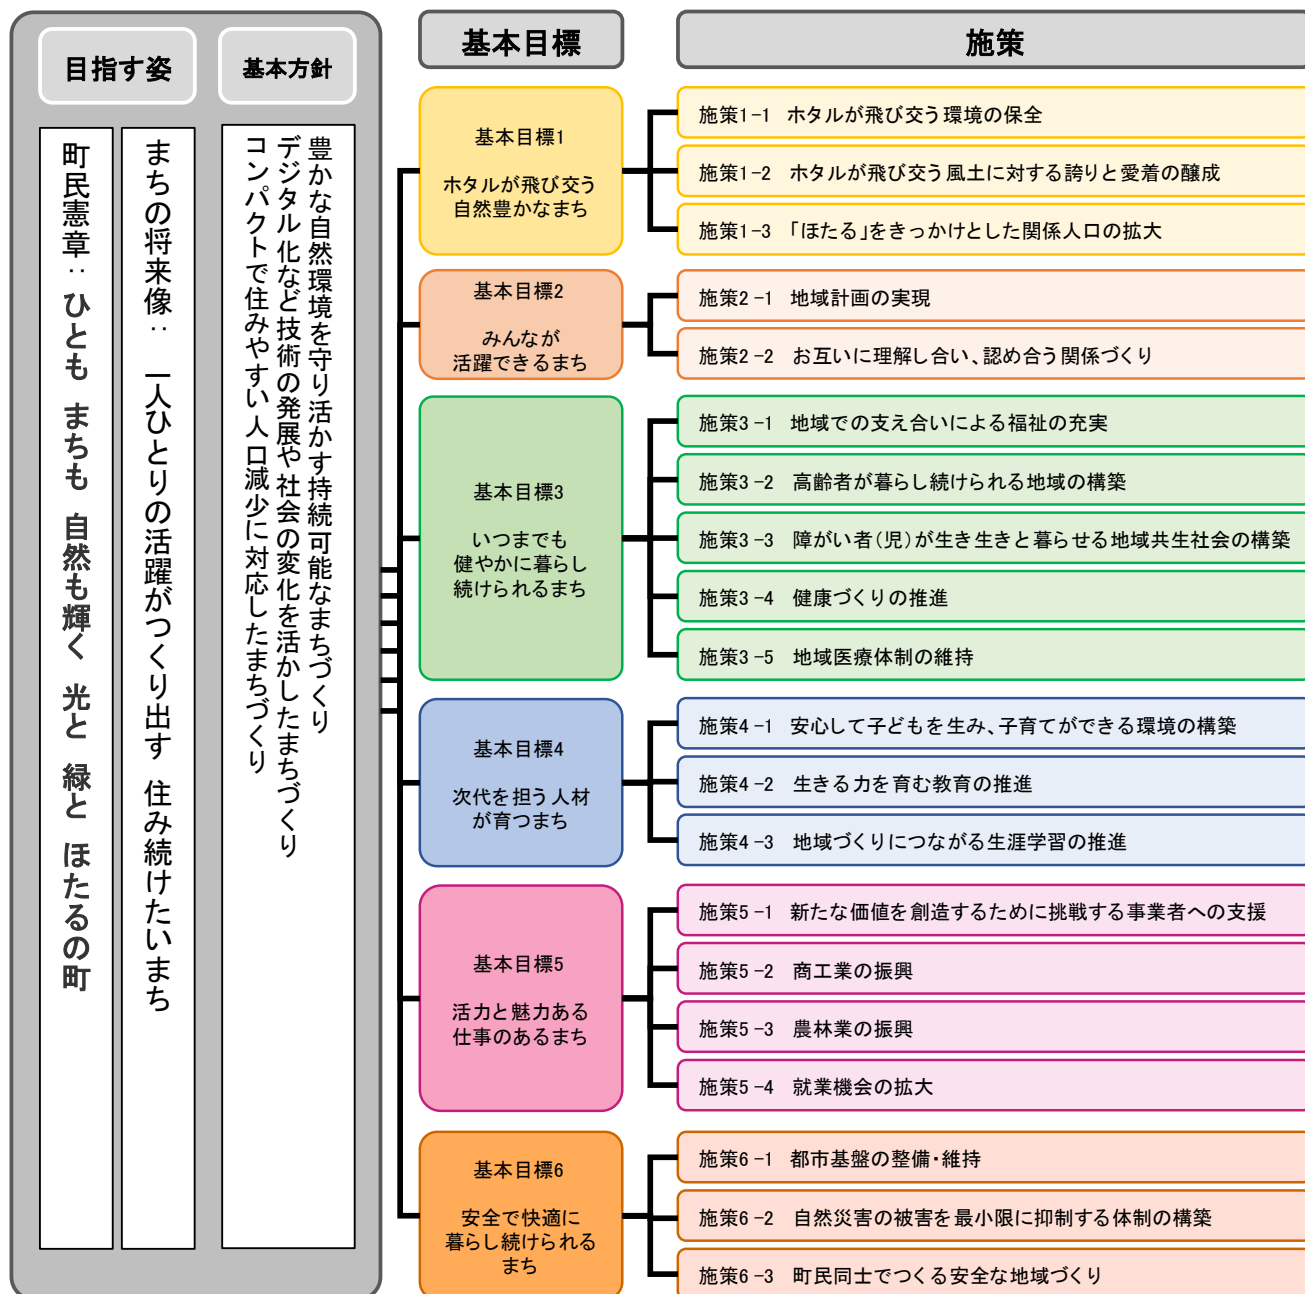 目指す姿
町民憲章：ひとも まちも 自然も輝く 光と 緑と ほたるの町
まちの将来像： 一人ひとりの活躍がつくり出す 住み続けたいまち
基本方針
豊かな自然環境を守り活かす持続可能なまちづくり
デジタル化など技術の発展や社会の変化を活かしたまちづくり
コンパクトで住みやすい人口減少に対応したまちづくり
基本目標
施策
基本目標1
ホタルが飛び交う
自然豊かなまち
施策1-1 ホタルが飛び交う環境の保全
施策1-2 ホタルが飛び交う風土に対する誇りと愛着の醸成
施策1-3 「ほたる」をきっかけとした関係人口の拡大
基本目標2
みんなが
活躍できるまち
施策2-1 地域計画の実現
施策2-2 お互いに理解し合い、認め合う関係づくり
基本目標3
いつまでも
健やかに暮らし
続けられるまち
施策3-1 地域での支え合いによる福祉の充実
施策3-2 高齢者が暮らし続けられる地域の構築
施策3-3 障がい者(児)が生き生きと暮らせる地域共生社会の構築
施策3-4 健康づくりの推進
施策3-5 地域医療体制の維持
基本目標4
次代を担う人材
が育つまち
施策4-1 安心して子どもを生み、子育てができる環境の構築
施策4-2 生きる力を育む教育の推進
施策4-3 地域づくりにつながる生涯学習の推進
基本目標5
活力と魅力ある
仕事のあるまち
施策5-1 新たな価値を創造するために挑戦する事業者への支援
施策5-2 商工業の振興
施策5-3 農林業の振興
施策5-4 就業機会の拡大
基本目標6
安全で快適に
暮らし続けられる
まち
施策6-1 都市基盤の整備・維持
施策6-2 自然災害の被害を最小限に抑制する体制の構築
施策6-3 町民同士でつくる安全な地域づくり